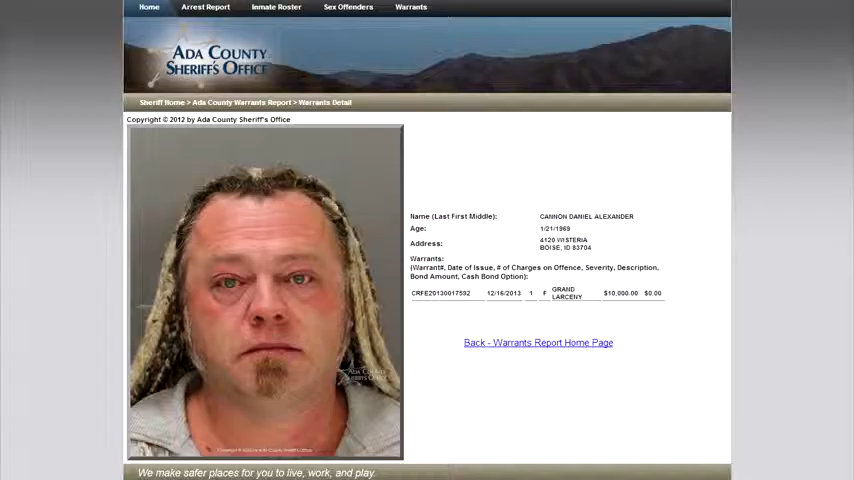 Home Arrest Report Inmate Roster Sex Offenders Warrants
ADA COUNTY
SHERIFF'S OFFICE
Sheriff Home > Ada County Warrants Report > Warrants Detail
Copyright © 2012 by Ada County Sheriff's Office
Name (Last First Middle): CANNON DANIEL ALEXANDER
Age: 1/21/1969
Address: 4120 WISTERIA
BOISE, ID 83704
Warrants:
(Warrant#, Date of Issue, # of Charges on Offence, Severity, Description,
Bond Amount, Cash Bond Option):
CRFE20130017592 12/16/2013 1 F GRAND LARCENY $10,000.00 $0.00
Back - Warrants Report Home Page
ADA COUNTY
SHERIFF'S OFFICE
We make safer places for you to live, work, and play.